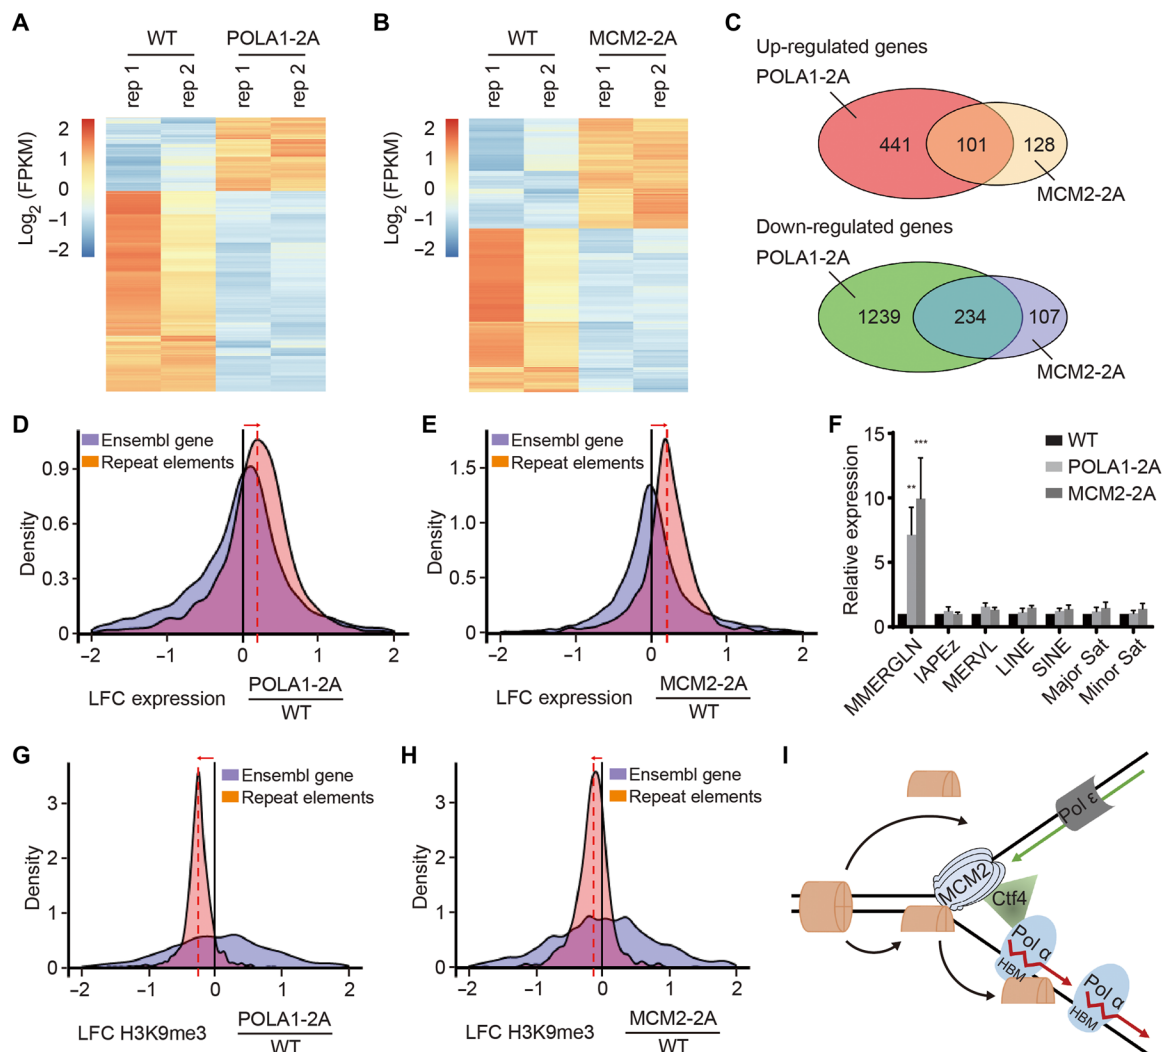 A
WT POLA1-2A
rep 1 rep 2 rep 1 rep 2
Log2 (FPKM)
2
1
0
−1
−2
B
WT MCM2-2A
rep 1 rep 2 rep 1 rep 2
Log2 (FPKM)
2
1
0
−1
−2
C
Up-regulated genes
POLA1-2A
441 101 128
MCM2-2A
Down-regulated genes
POLA1-2A
1239 234 107
MCM2-2A
D
Ensembl gene
Repeat elements
Density
0.9
0.6
0.3
0
−2 −1 0 1 2
LFC expression POLA1-2A
WT
E
Ensembl gene
Repeat elements
Density
1.5
1.0
0.5
0
−2 −1 0 1 2
LFC expression MCM2-2A
WT
F
Relative expression
15
10
5
0
** ***
WT
POLA1-2A
MCM2-2A
MMERGLN IAPEz MERVL LINE SINE Major Sat Minor Sat
G
Ensembl gene
Repeat elements
Density
3
2
1
0
−2 −1 0 1 2
LFC H3K9me3 POLA1-2A
WT
H
Ensembl gene
Repeat elements
Density
3
2
1
0
−2 −1 0 1 2
LFC H3K9me3 MCM2-2A
WT
I
Pol ε
MCM2
Ctf4
Pol α
HBM
Pol α
HBM